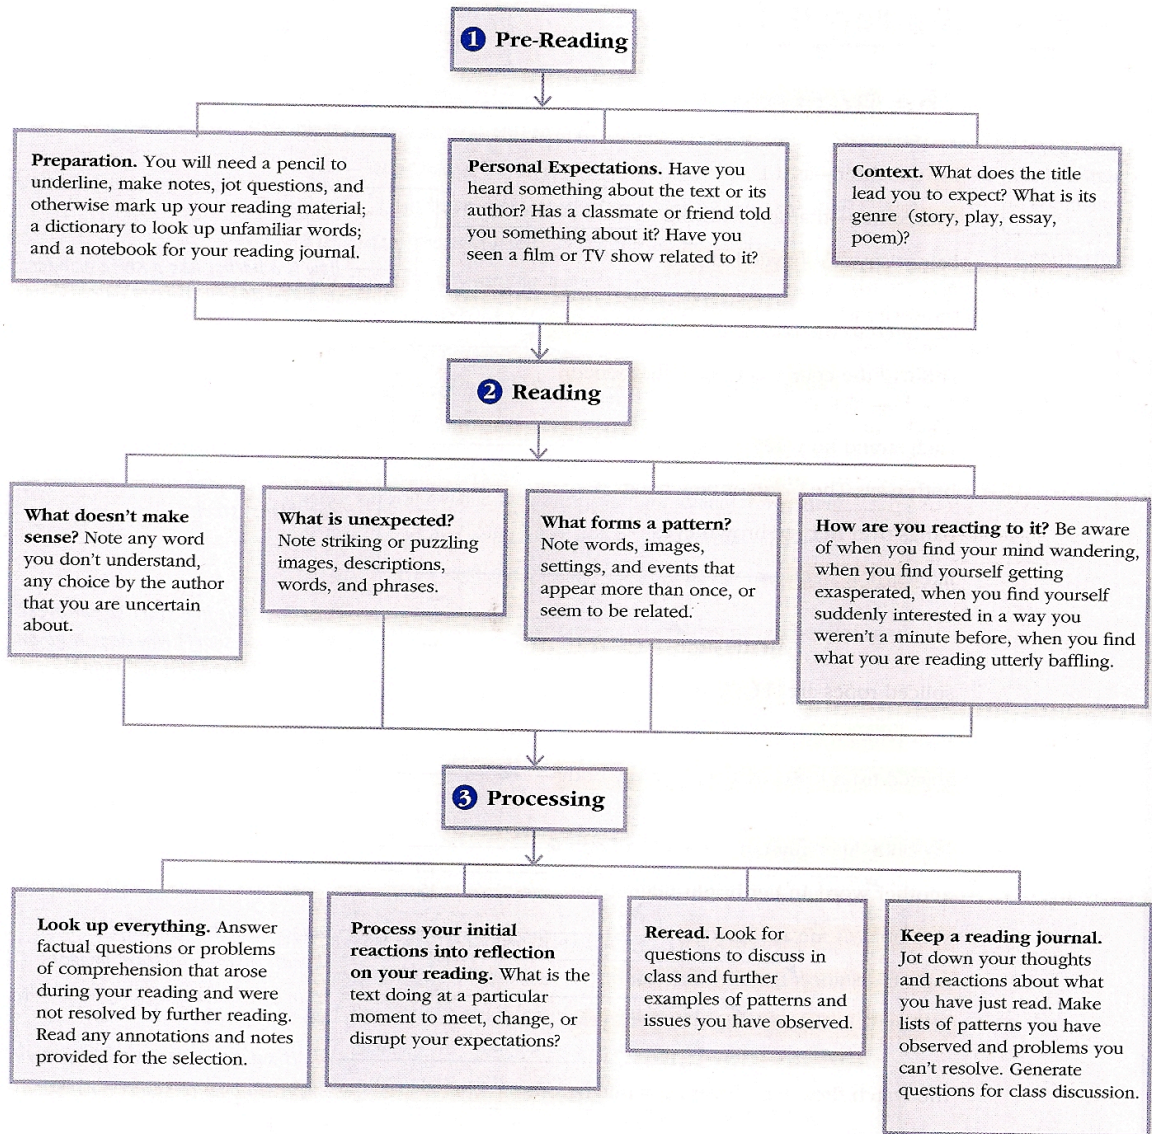 1 Pre-Reading
Preparation. You will need a pencil to
underline, make notes, jot questions, and
otherwise mark up your reading material;
a dictionary to look up unfamiliar words;
and a notebook for your reading journal.
Personal Expectations. Have you
heard something about the text or its
author? Has a classmate or friend told
you something about it? Have you
seen a film or TV show related to it?
Context. What does the title
lead you to expect? What is its
genre (story, play, essay,
poem)?
2 Reading
What doesn't make
sense? Note any word
you don't understand,
any choice by the author
that you are uncertain
about.
What is unexpected?
Note striking or puzzling
images, descriptions,
words, and phrases.
What forms a pattern?
Note words, images,
settings, and events that
appear more than once, or
seem to be related.
How are you reacting to it? Be aware
of when you find your mind wandering,
when you find yourself getting
exasperated, when you find yourself
suddenly interested in a way you
weren't a minute before, when you find
what you are reading utterly baffling.
3 Processing
Look up everything. Answer
factual questions or problems
of comprehension that arose
during your reading and were
not resolved by further reading.
Read any annotations and notes
provided for the selection.
Process your initial
reactions into reflection
on your reading. What is the
text doing at a particular
moment to meet, change, or
disrupt your expectations?
Reread. Look for
questions to discuss in
class and further
examples of patterns and
issues you have observed.
Keep a reading journal.
Jot down your thoughts
and reactions about what
you have just read. Make
lists of patterns you have
observed and problems you
can't resolve. Generate
questions for class discussion.